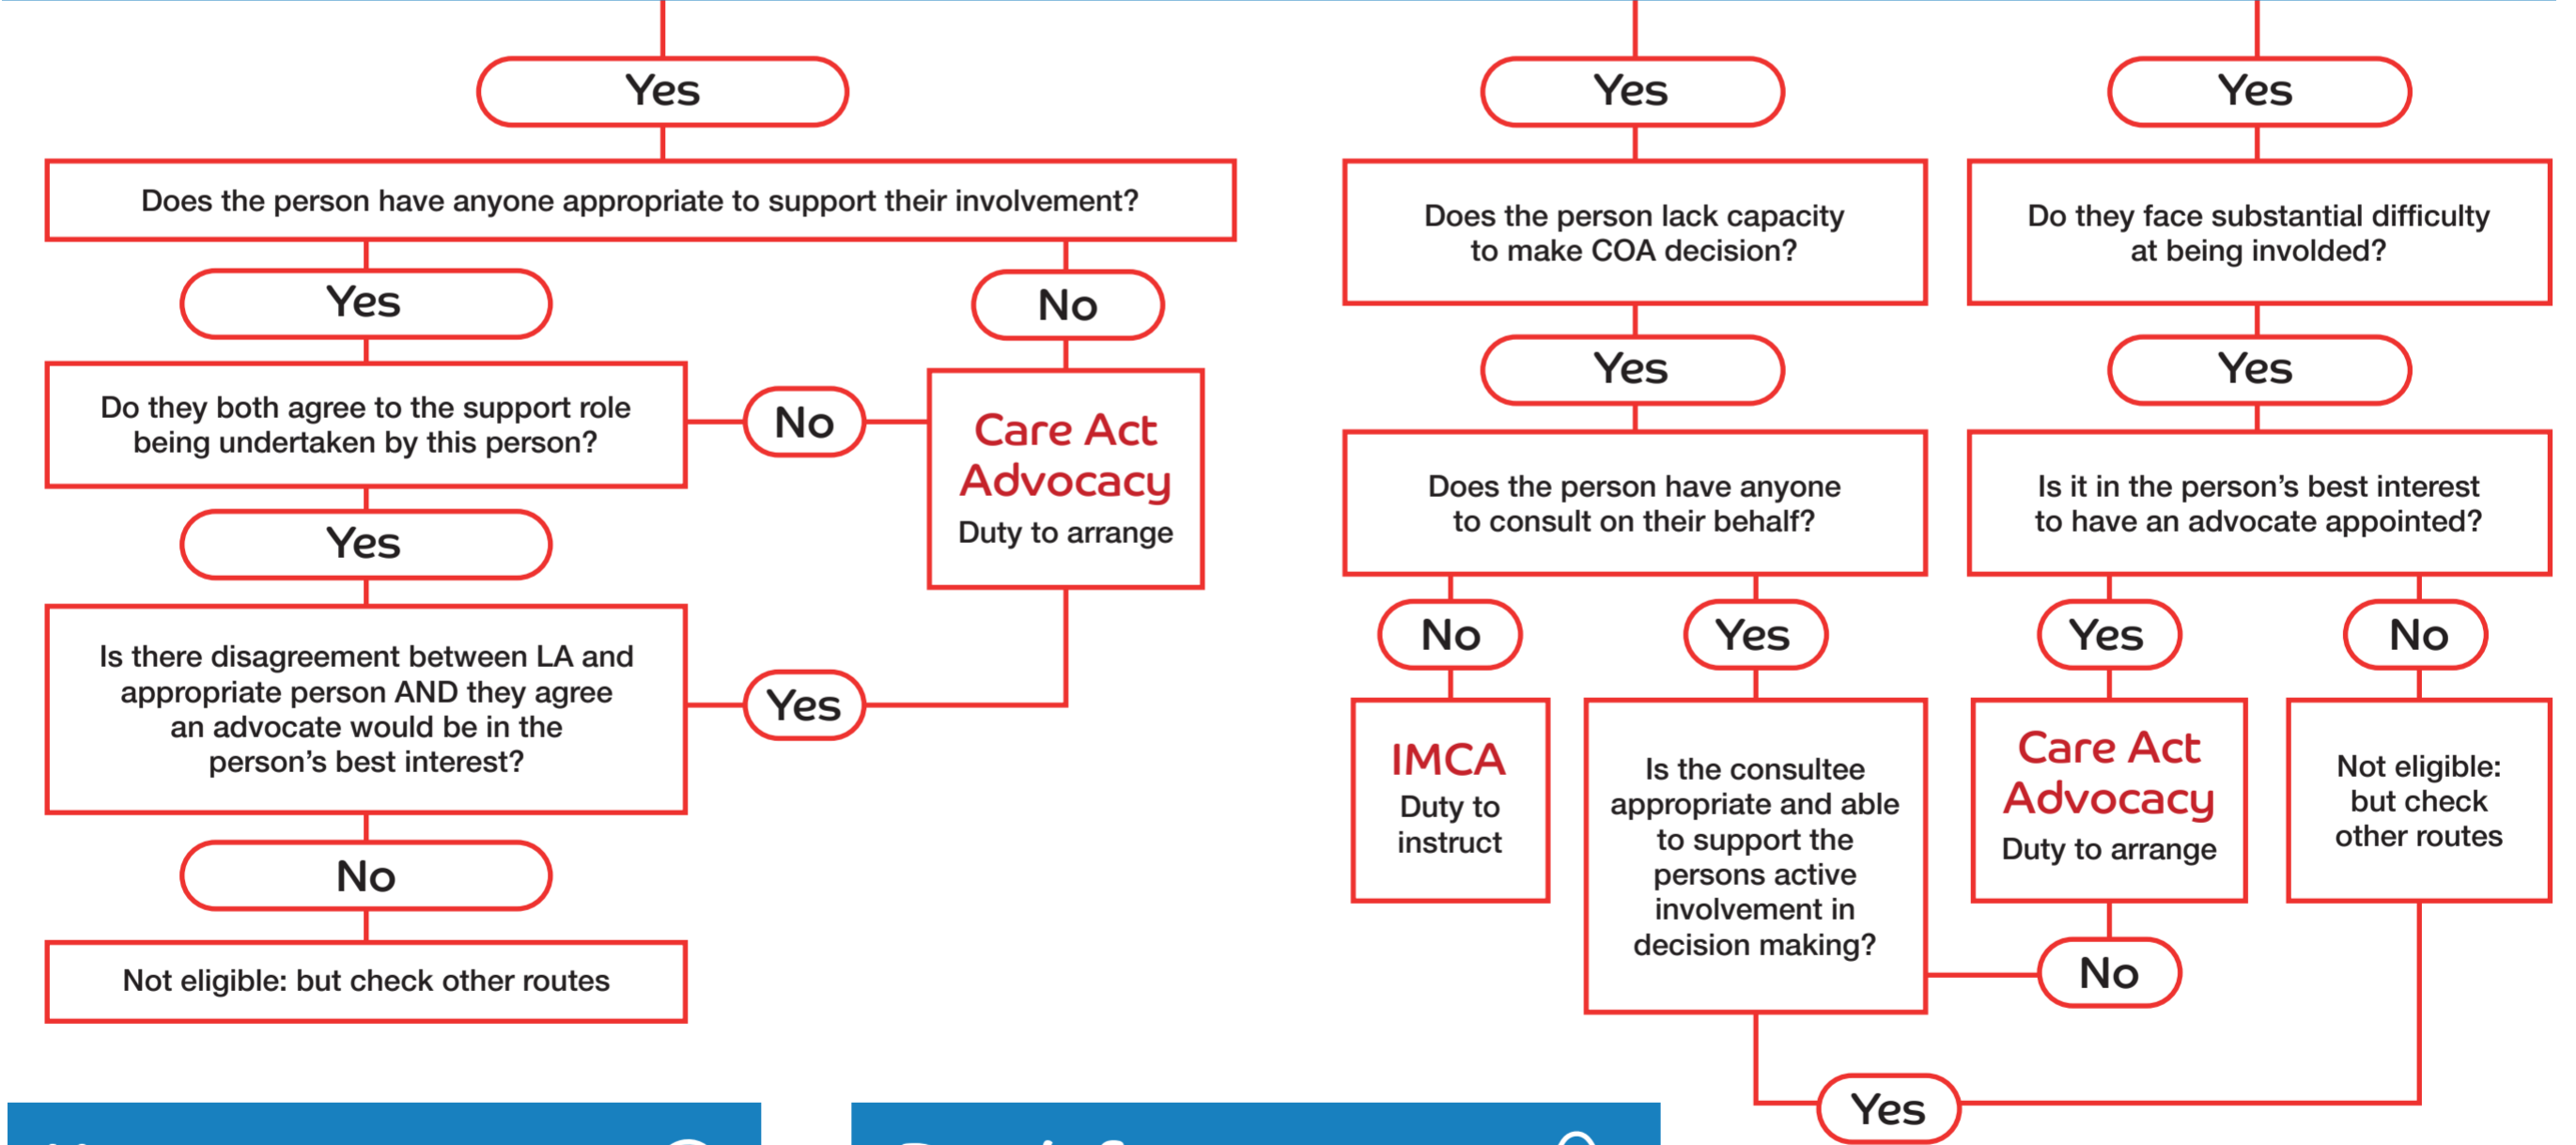 Yes
Does the person have anyone appropriate to support their involvement?
Yes
No
Do they both agree to the support role
being undertaken by this person?
No
Care Act
Advocacy
Duty to arrange
Yes
Is there disagreement between LA and
appropriate person AND they agree
an advocate would be in the
person's best interest?
Yes
No
Not eligible: but check other routes
Yes
Does the person lack capacity
to make COA decision?
Yes
Does the person have anyone
to consult on their behalf?
No
Yes
IMCA
Duty to
instruct
Is the consultee
appropriate and able
to support the
persons active
involvement in
decision making?
Yes
Do they face substantial difficulty
at being involded?
Yes
Is it in the person's best interest
to have an advocate appointed?
Yes
No
Care Act
Advocacy
Duty to arrange
Not eligible:
but check
other routes
No
Yes